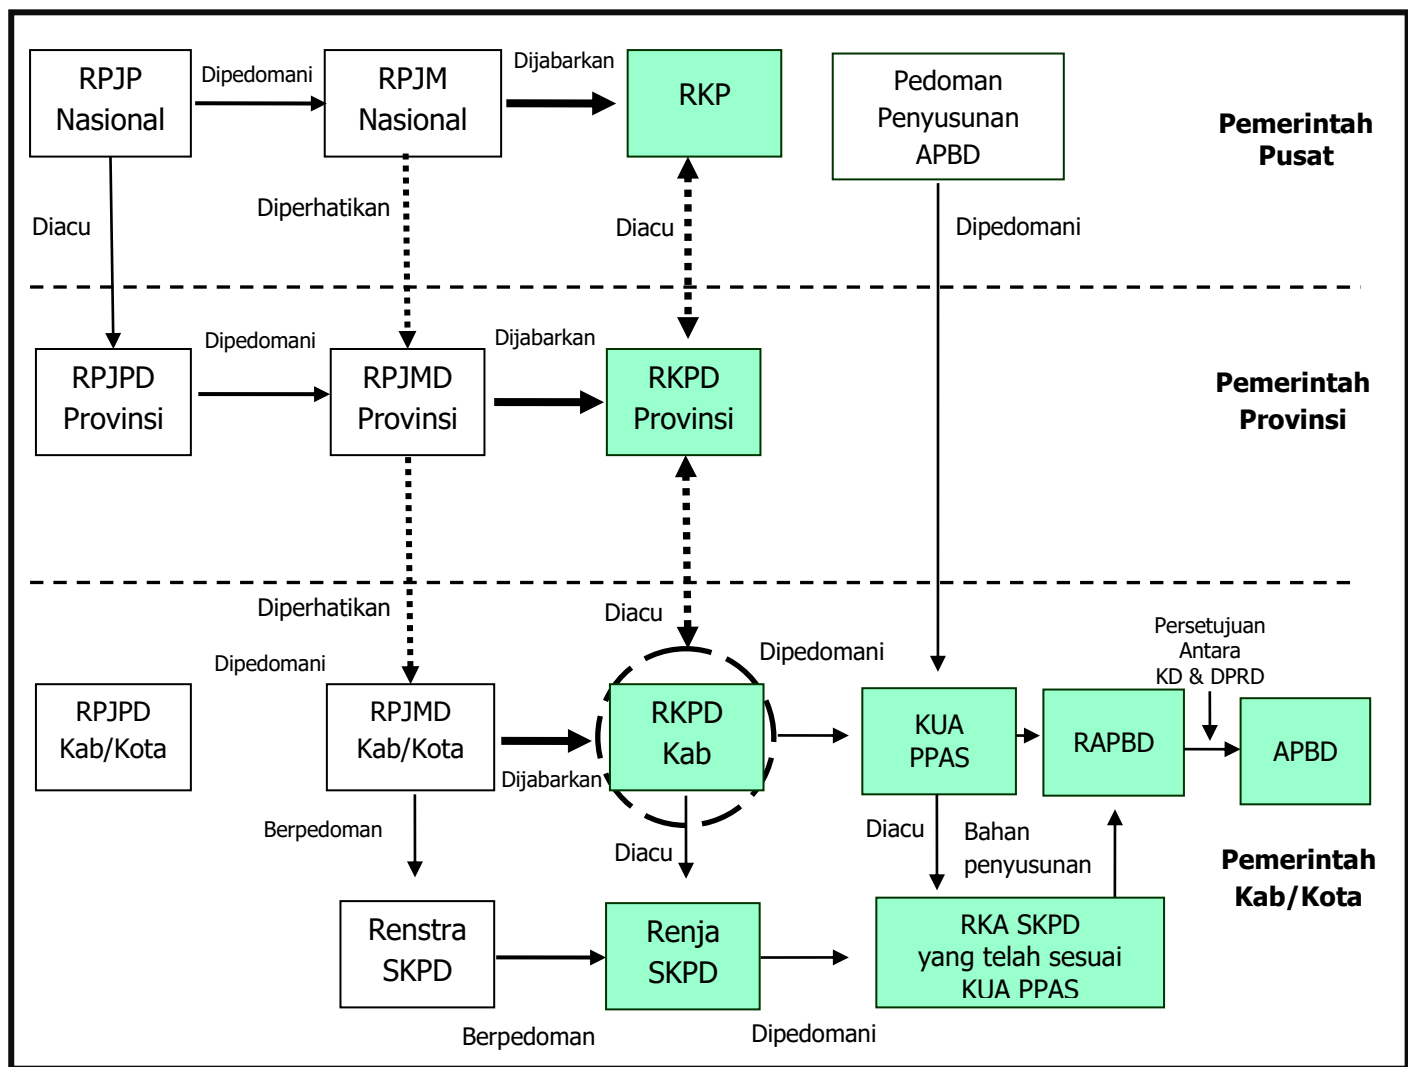 RPJP
Nasional
Dipedomani
RPJM
Nasional
Dijabarkan
RKP
Pedoman
Penyusunan
APBD
Pemerintah
Pusat
Diacu
Diperhatikan
Diacu
Dipedomani
RPJPD
Provinsi
Dipedomani
RPJMD
Provinsi
Dijabarkan
RKPD
Provinsi
Pemerintah
Provinsi
Diperhatikan
Diacu
Dipedomani
Dipedomani
Persetujuan
Antara
KD & DPRD
RPJPD
Kab/Kota
RPJMD
Kab/Kota
Dijabarkan
RKPD
Kab
KUA
PPAS
RAPBD
APBD
Berpedoman
Diacu
Diacu
Bahan
penyusunan
Pemerintah
Kab/Kota
Renstra
SKPD
Renja
SKPD
RKA SKPD
yang telah sesuai
KUA PPAS
Berpedoman
Dipedomani